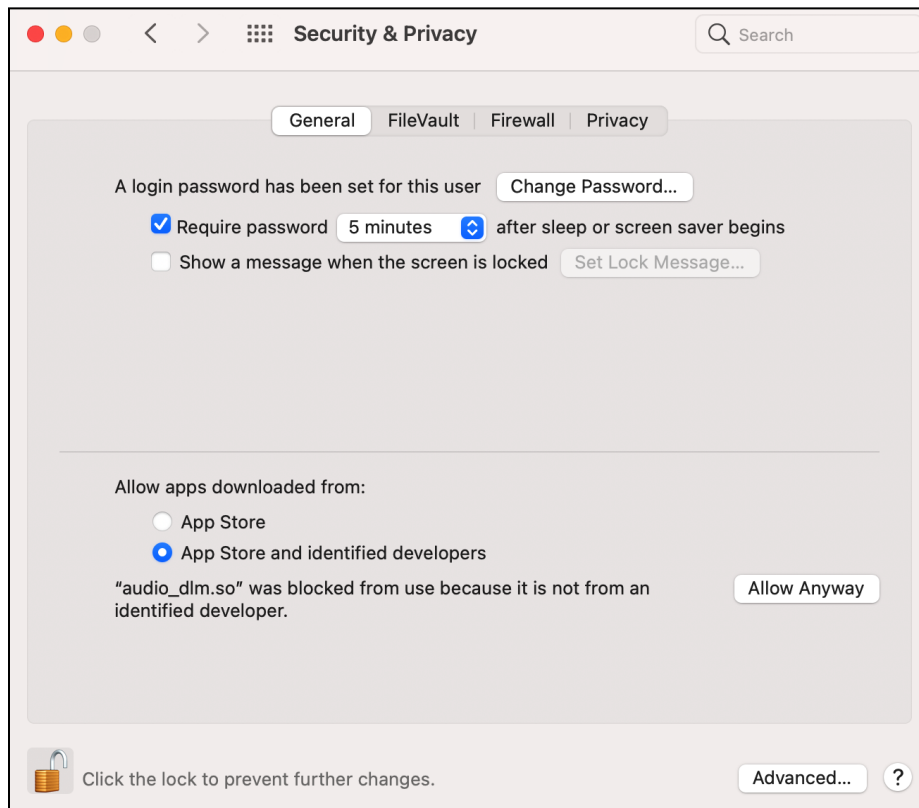 Security & Privacy
Search
General FileVault Firewall Privacy
A login password has been set for this user Change Password...
Require password 5 minutes after sleep or screen saver begins
Show a message when the screen is locked Set Lock Message...
Allow apps downloaded from:
App Store
App Store and identified developers
“audio_dlm.so” was blocked from use because it is not from an Allow Anyway
identified developer.
Click the lock to prevent further changes. Advanced... ?